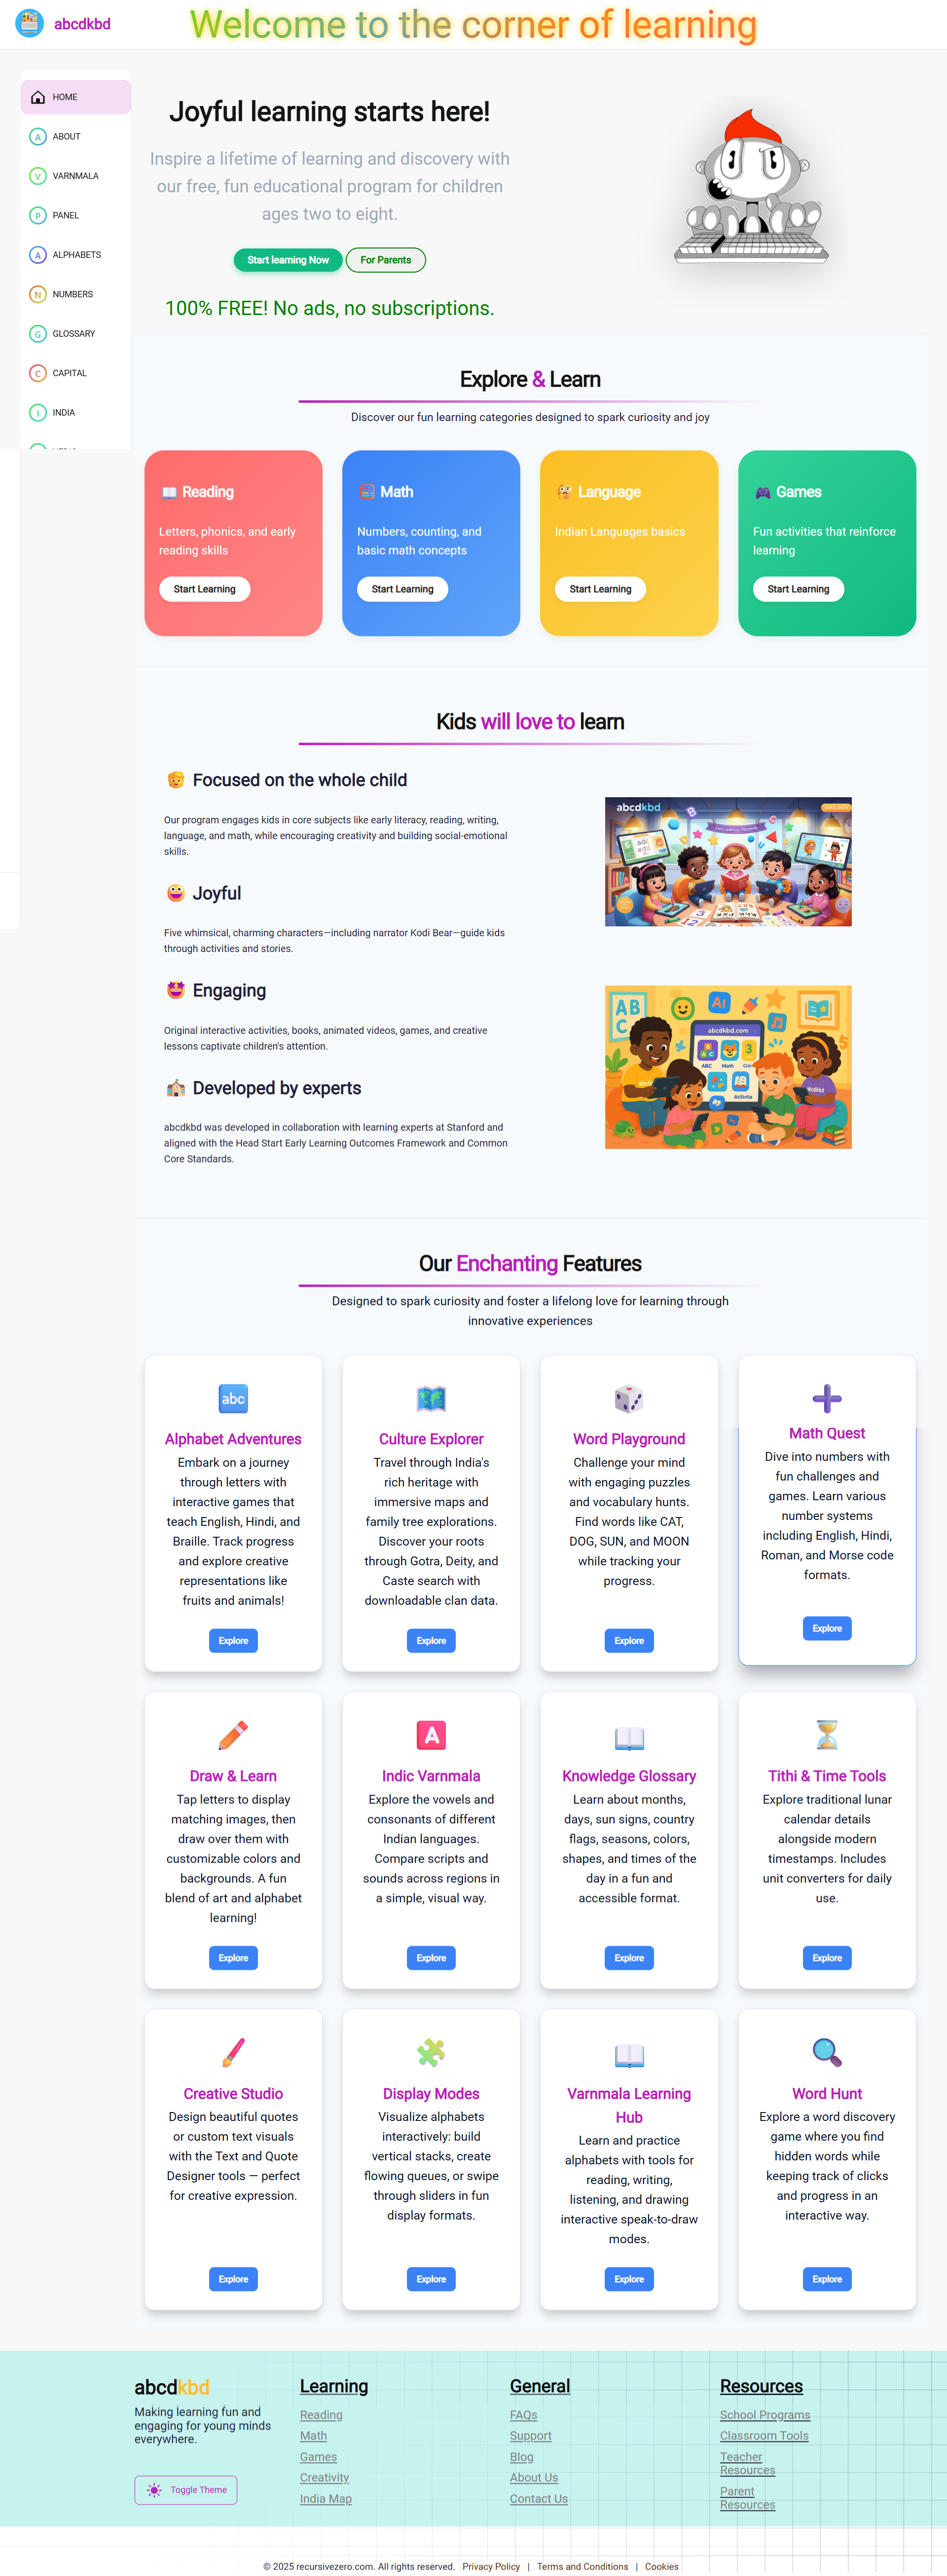 abcdkbd
Welcome to the corner of learning
HOME
ABOUT
VARNMALA
PANEL
ALPHABETS
NUMBERS
GLOSSARY
CAPITAL
INDIA
Joyful learning starts here!
Inspire a lifetime of learning and discovery with
our free, fun educational program for children
ages two to eight.
Start learning Now
For Parents
100% FREE! No ads, no subscriptions.
Explore & Learn
Discover our fun learning categories designed to spark curiosity and joy
Reading
Letters, phonics, and early
reading skills
Start Learning
Math
Numbers, counting, and
basic math concepts
Start Learning
Language
Indian Languages basics
Start Learning
Games
Fun activities that reinforce
learning
Start Learning
Kids will love to learn
Focused on the whole child
Our program engages kids in core subjects like early literacy, reading, writing,
language, and math, while encouraging creativity and building social-emotional
skills.
Joyful
Five whimsical, charming characters—including narrator Kodi Bear—guide kids
through activities and stories.
Engaging
Original interactive activities, books, animated videos, games, and creative
lessons captivate children's attention.
Developed by experts
abcdkbd was developed in collaboration with learning experts at Stanford and
aligned with the Head Start Early Learning Outcomes Framework and Common
Core Standards.
abcdkbd
abcdkbd.com
ABC Math
Our Enchanting Features
Designed to spark curiosity and foster a lifelong love for learning through
innovative experiences
Alphabet Adventures
Embark on a journey
through letters with
interactive games that
teach English, Hindi, and
Braille. Track progress
and explore creative
representations like
fruits and animals!
Explore
Culture Explorer
Travel through India's
rich heritage with
immersive maps and
family tree explorations.
Discover your roots
through Gotra, Deity, and
Caste search with
downloadable clan data.
Explore
Word Playground
Challenge your mind
with engaging puzzles
and vocabulary hunts.
Find words like CAT,
DOG, SUN, and MOON
while tracking your
progress.
Explore
Math Quest
Dive into numbers with
fun challenges and
games. Learn various
number systems
including English, Hindi,
Roman, and Morse code
formats.
Explore
Draw & Learn
Tap letters to display
matching images, then
draw over them with
customizable colors and
backgrounds. A fun
blend of art and alphabet
learning!
Explore
Indic Varnmala
Explore the vowels and
consonants of different
Indian languages.
Compare scripts and
sounds across regions in
a simple, visual way.
Explore
Knowledge Glossary
Learn about months,
days, sun signs, country
flags, seasons, colors,
shapes, and times of the
day in a fun and
accessible format.
Explore
Tithi & Time Tools
Explore traditional lunar
calendar details
alongside modern
timestamps. Includes
unit converters for daily
use.
Explore
Creative Studio
Design beautiful quotes
or custom text visuals
with the Text and Quote
Designer tools — perfect
for creative expression.
Explore
Display Modes
Visualize alphabets
interactively: build
vertical stacks, create
flowing queues, or swipe
through sliders in fun
display formats.
Explore
Varnmala Learning
Hub
Learn and practice
alphabets with tools for
reading, writing,
listening, and drawing
interactive speak-to-draw
modes.
Explore
Word Hunt
Explore a word discovery
game where you find
hidden words while
keeping track of clicks
and progress in an
interactive way.
Explore
abcdkbd
Making learning fun and
engaging for young minds
everywhere.
Toggle Theme
Learning
Reading
Math
Games
Creativity
India Map
General
FAQs
Support
Blog
About Us
Contact Us
Resources
School Programs
Classroom Tools
Teacher
Resources
Parent
Resources
© 2025 recursivezero.com. All rights reserved. Privacy Policy | Terms and Conditions | Cookies